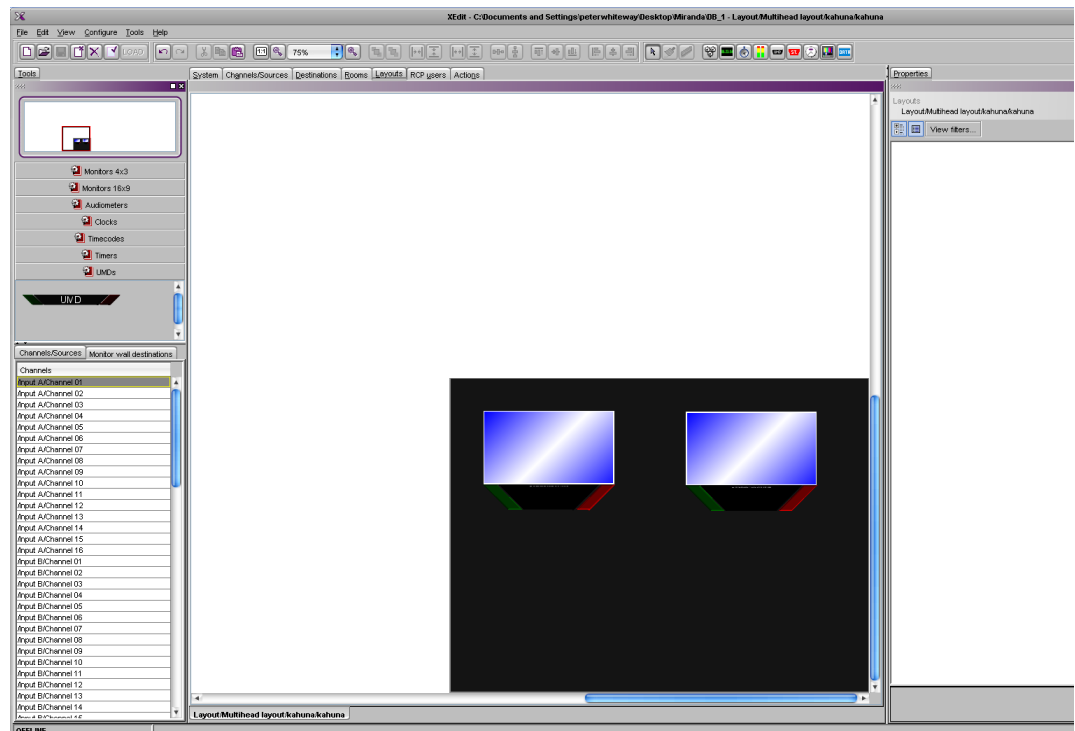 XEdit - C:\Documents and Settings\peterwhiteway\Desktop\Miranda\DB_1 - Layout/Multihead layout/kahuna/kahuna
File Edit View Configure Tools Help
LOAD 1:1 75%
Tools
System Channels/Sources Destinations Rooms Layouts RCP users Actions
Properties
Layouts
Layout/Multihead layout/kahuna/kahuna
View filters...
Monitors 4x3
Monitors 16x9
Audiometers
Clocks
Timecodes
Timers
UMDs
UMD
Channels/Sources Monitor wall destinations
Channels
/Input A/Channel 01
/Input A/Channel 02
/Input A/Channel 03
/Input A/Channel 04
/Input A/Channel 05
/Input A/Channel 06
/Input A/Channel 07
/Input A/Channel 08
/Input A/Channel 09
/Input A/Channel 10
/Input A/Channel 11
/Input A/Channel 12
/Input A/Channel 13
/Input A/Channel 14
/Input A/Channel 15
/Input A/Channel 16
/Input B/Channel 01
/Input B/Channel 02
/Input B/Channel 03
/Input B/Channel 04
/Input B/Channel 05
/Input B/Channel 06
/Input B/Channel 07
/Input B/Channel 08
/Input B/Channel 09
/Input B/Channel 10
/Input B/Channel 11
/Input B/Channel 12
/Input B/Channel 13
/Input B/Channel 14
/Input B/Channel 15
Layout/Multihead layout/kahuna/kahuna
OFFLINE